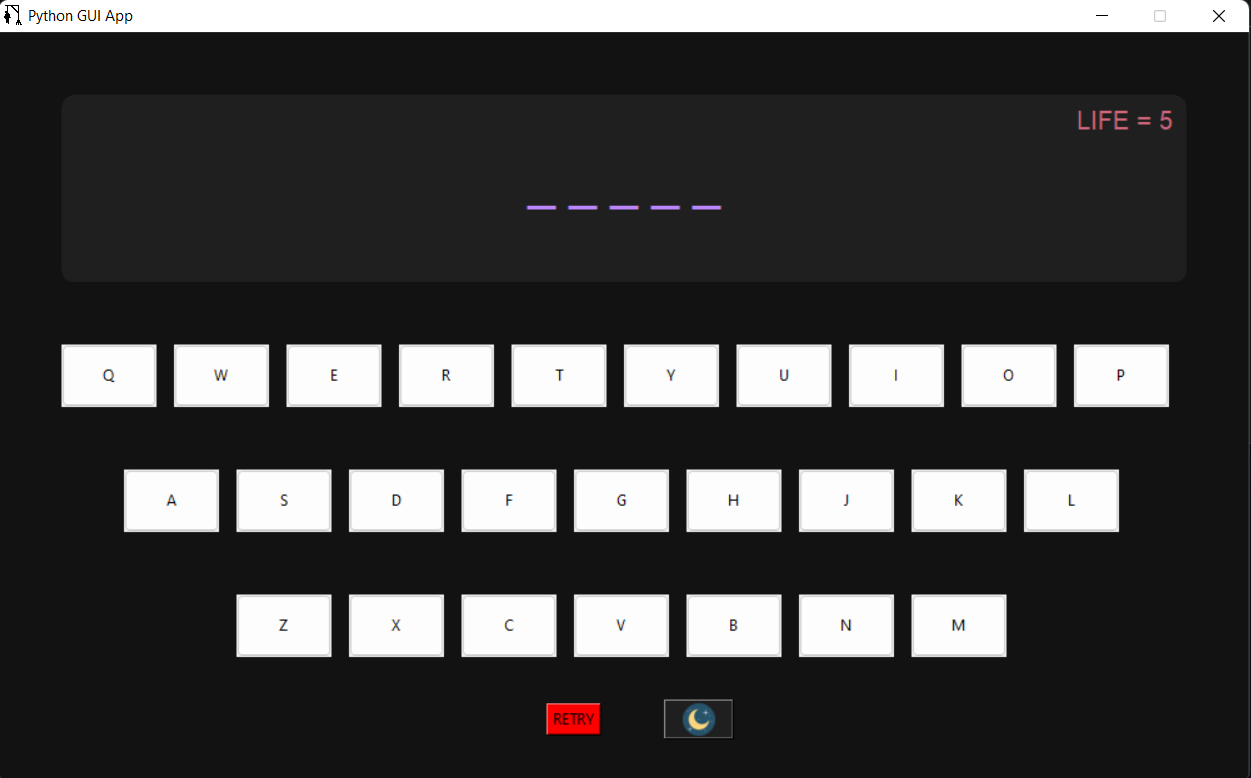 Python GUI App
LIFE = 5
_ _ _ _ _
Q W E R T Y U I O P
A S D F G H J K L
Z X C V B N M
RETRY